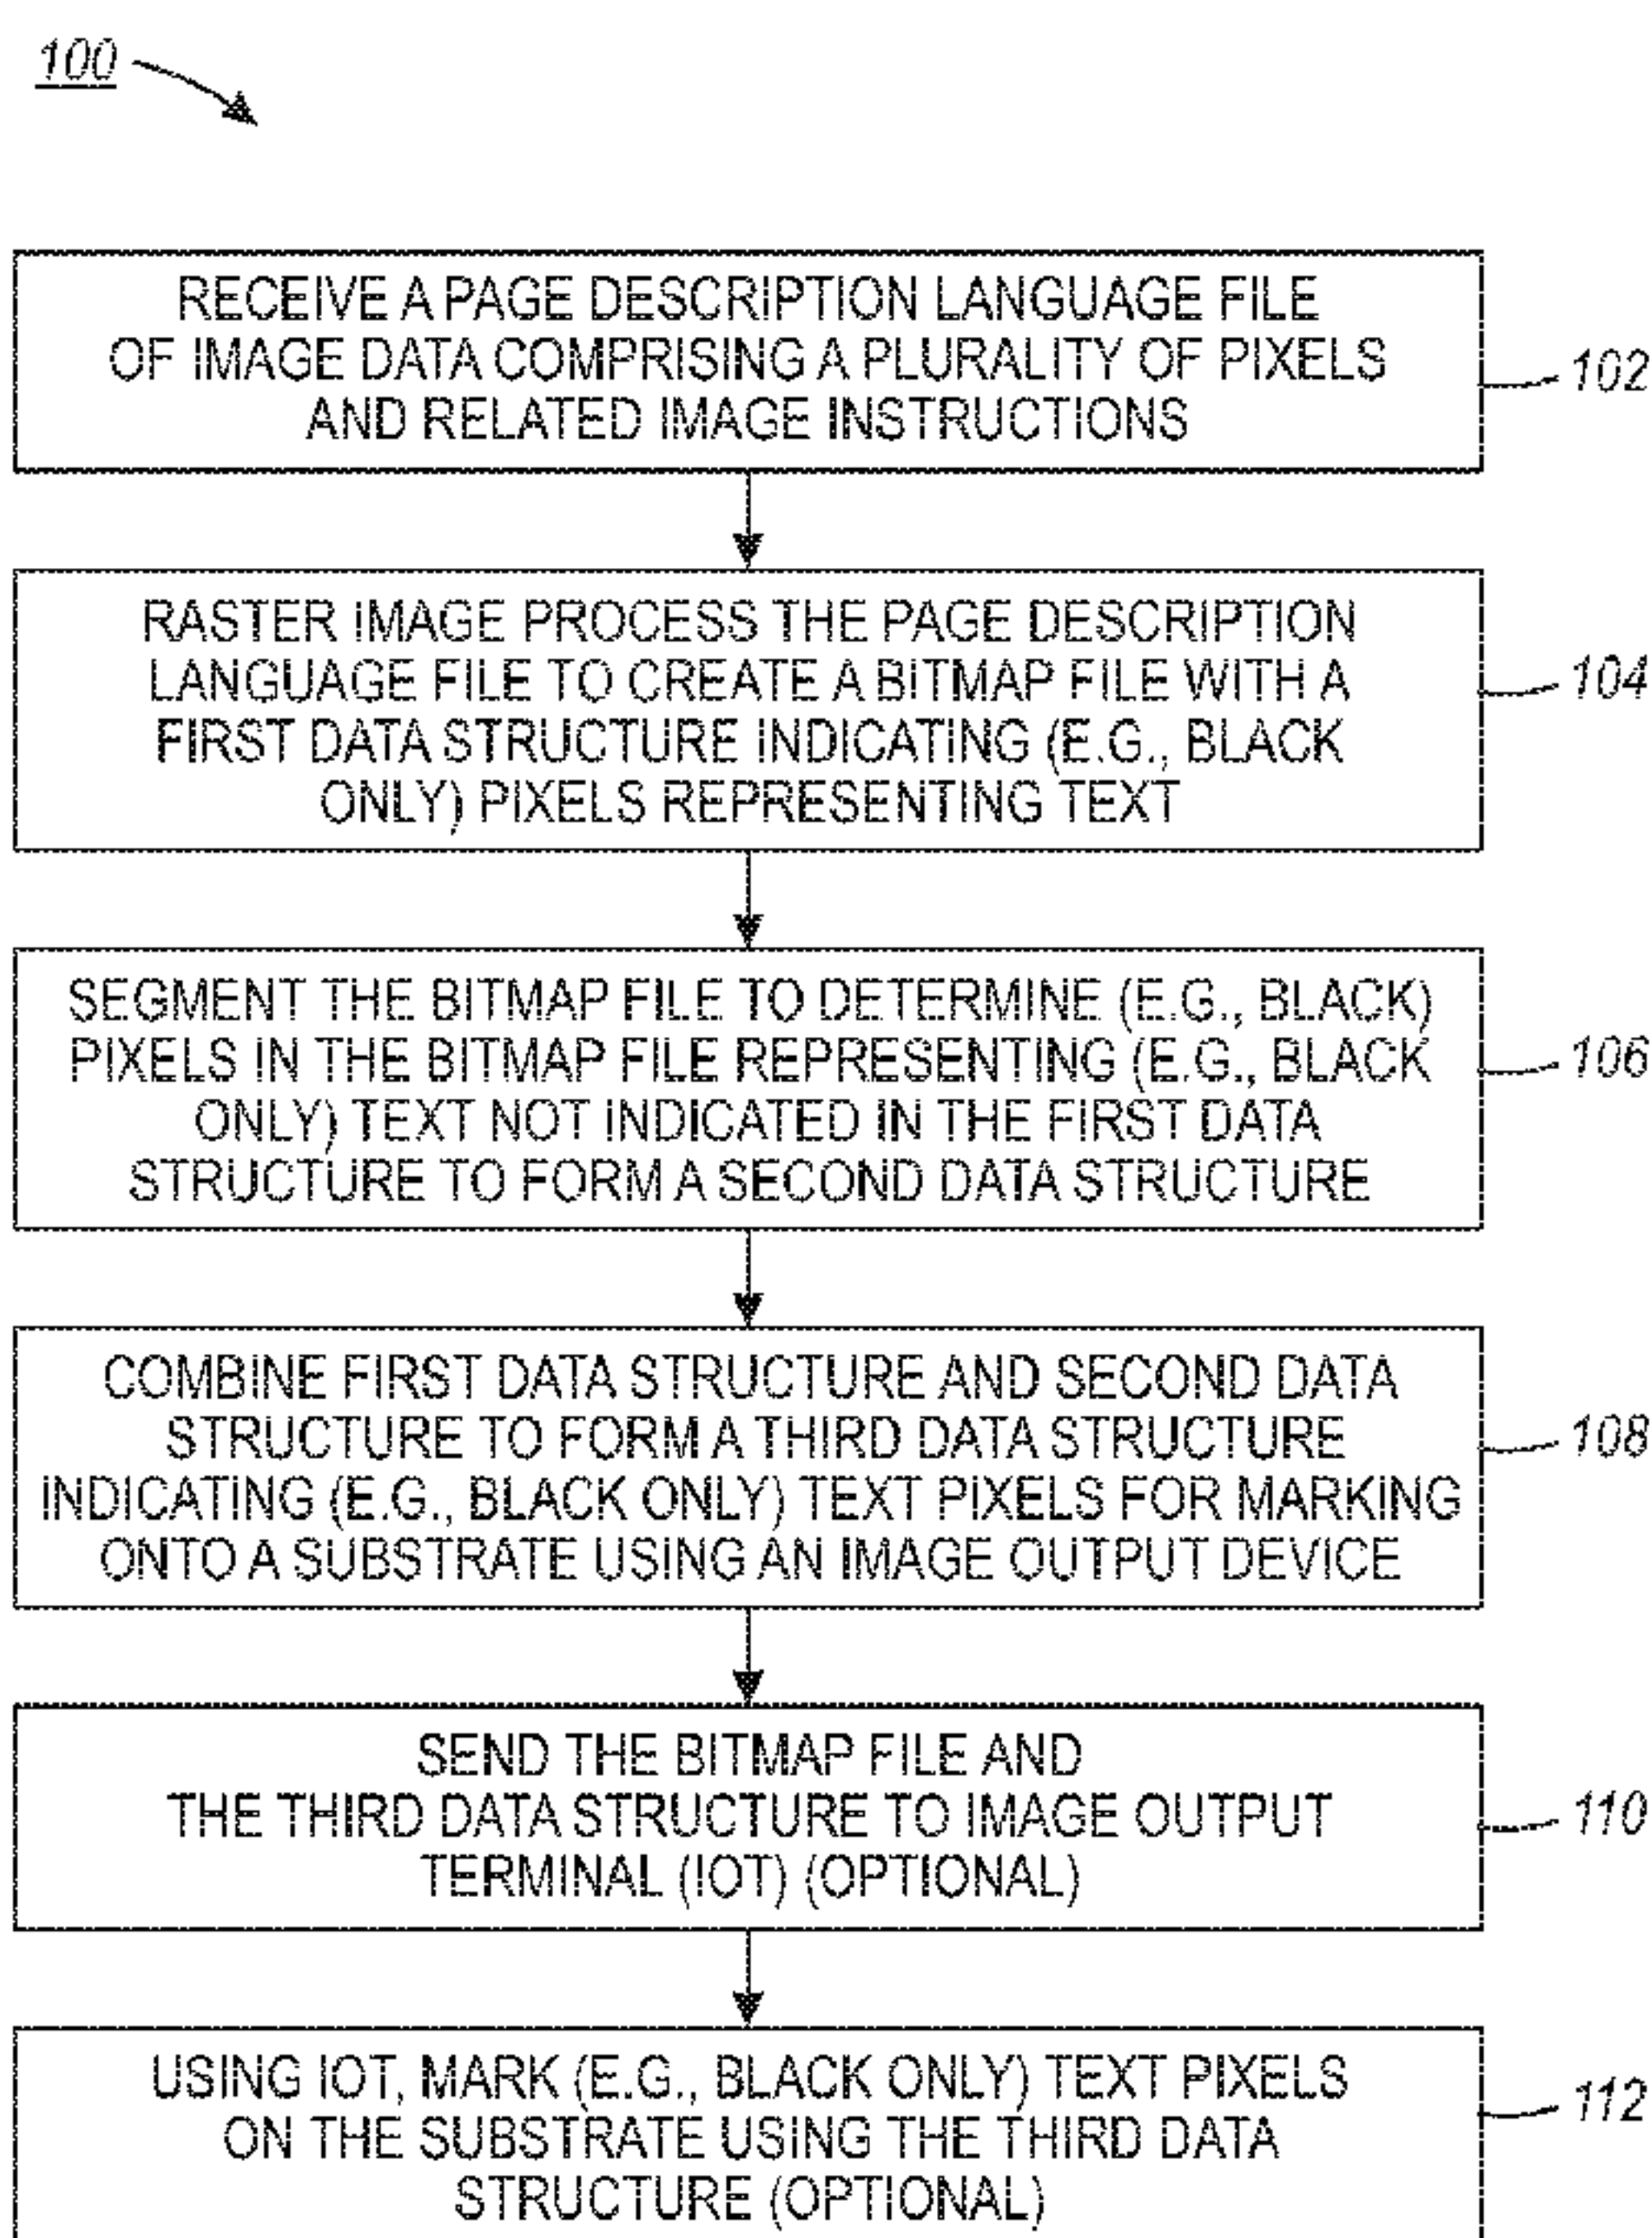 100
RECEIVE A PAGE DESCRIPTION LANGUAGE FILE
OF IMAGE DATA COMPRISING A PLURALITY OF PIXELS
AND RELATED IMAGE INSTRUCTIONS
102
RASTER IMAGE PROCESS THE PAGE DESCRIPTION
LANGUAGE FILE TO CREATE A BITMAP FILE WITH A
FIRST DATA STRUCTURE INDICATING (E.G., BLACK
ONLY) PIXELS REPRESENTING TEXT
104
SEGMENT THE BITMAP FILE TO DETERMINE (E.G., BLACK)
PIXELS IN THE BITMAP FILE REPRESENTING (E.G., BLACK
ONLY) TEXT NOT INDICATED IN THE FIRST DATA
STRUCTURE TO FORM A SECOND DATA STRUCTURE
106
COMBINE FIRST DATA STRUCTURE AND SECOND DATA
STRUCTURE TO FORM A THIRD DATA STRUCTURE
INDICATING (E.G., BLACK ONLY) TEXT PIXELS FOR MARKING
ONTO A SUBSTRATE USING AN IMAGE OUTPUT DEVICE
108
SEND THE BITMAP FILE AND
THE THIRD DATA STRUCTURE TO IMAGE OUTPUT
TERMINAL (IOT) (OPTIONAL)
110
USING IOT, MARK (E.G., BLACK ONLY) TEXT PIXELS
ON THE SUBSTRATE USING THE THIRD DATA
STRUCTURE (OPTIONAL)
112